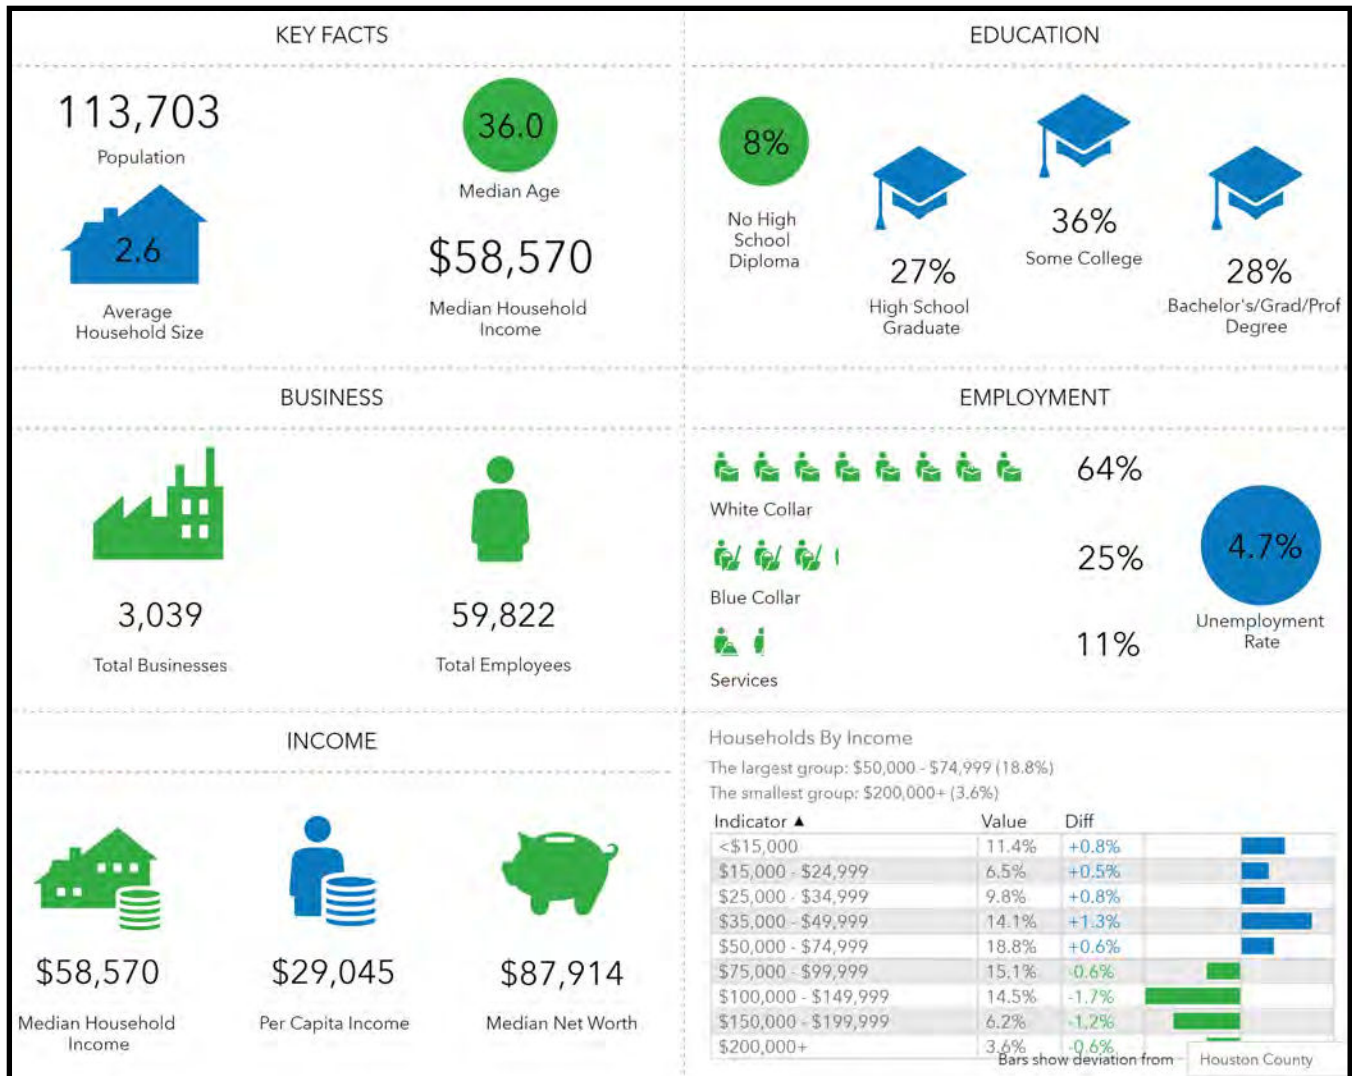 KEY FACTS
113,703
Population
36.0
Median Age
2.6
Average
Household Size
$58,570
Median Household
Income
EDUCATION
8%
No High
School
Diploma
27%
High School
Graduate
36%
Some College
28%
Bachelor's/Grad/Prof
Degree
BUSINESS
3,039
Total Businesses
59,822
Total Employees
EMPLOYMENT
64%
White Collar
25%
Blue Collar
11%
Services
4.7%
Unemployment
Rate
INCOME
$58,570
Median Household
Income
$29,045
Per Capita Income
$87,914
Median Net Worth
Households By Income
The largest group: $50,000 - $74,999 (18.8%)
The smallest group: $200,000+ (3.6%)
Indicator ▲ Value Diff
<$15,000 11.4% +0.8%
$15,000 - $24,999 6.5% +0.5%
$25,000 - $34,999 9.8% +0.8%
$35,000 - $49,999 14.1% +1.3%
$50,000 - $74,999 18.8% +0.6%
$75,000 - $99,999 15.1% -0.6%
$100,000 - $149,999 14.5% -1.7%
$150,000 - $199,999 6.2% -1.2%
$200,000+ 3.6% -0.6%
Bars show deviation from Houston County